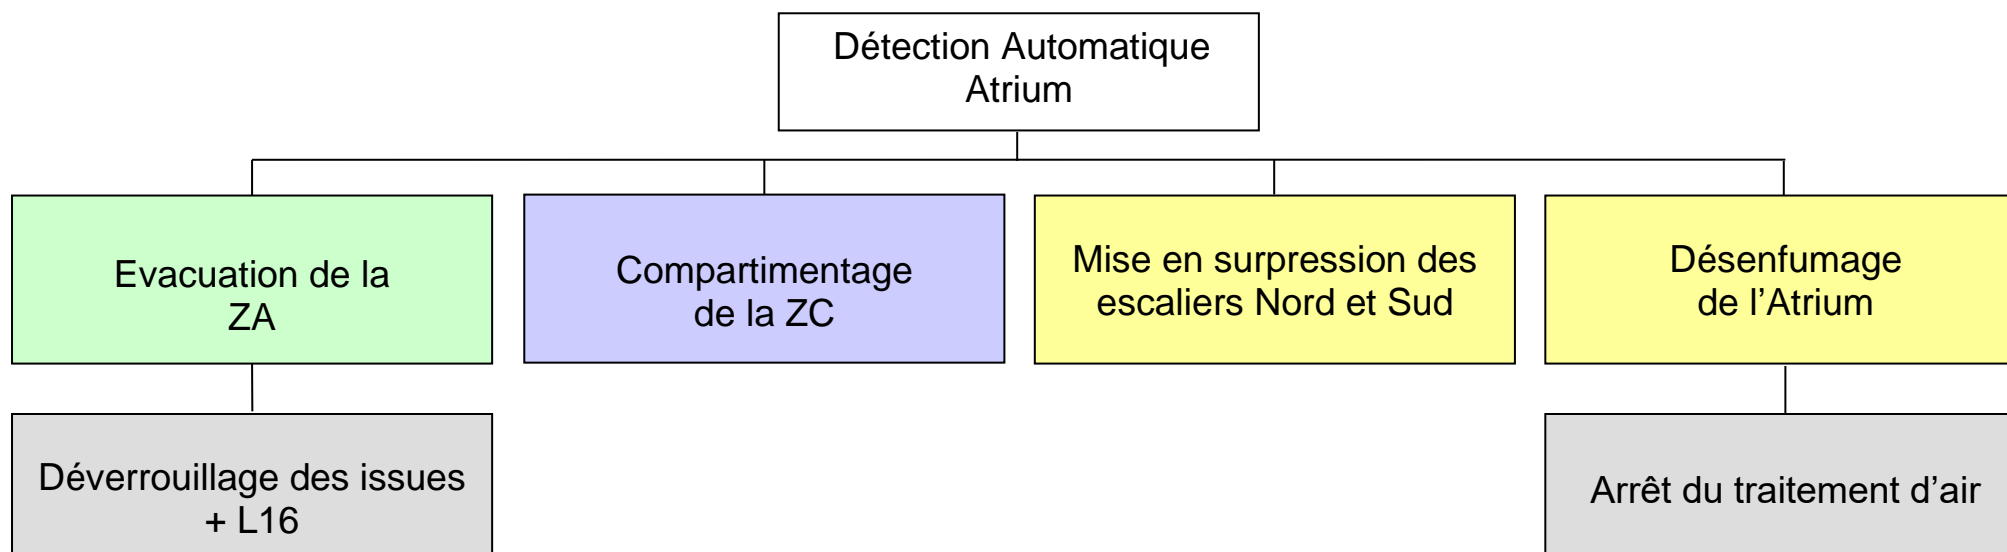 Détection Automatique
Atrium
Evacuation de la
ZA
Compartimentage
de la ZC
Mise en surpression des
escaliers Nord et Sud
Désenfumage
de l’Atrium
Déverrouillage des issues
+ L16
Arrêt du traitement d’air